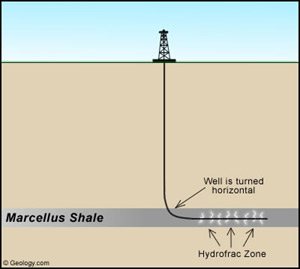 Well is turned
horizontal
Marcellus Shale
Hydrofrac Zone
© Geology.com